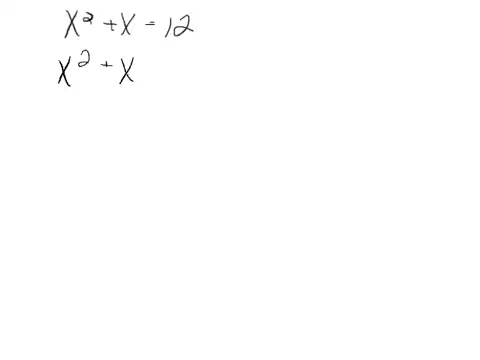 x² + x = 12
x² + x